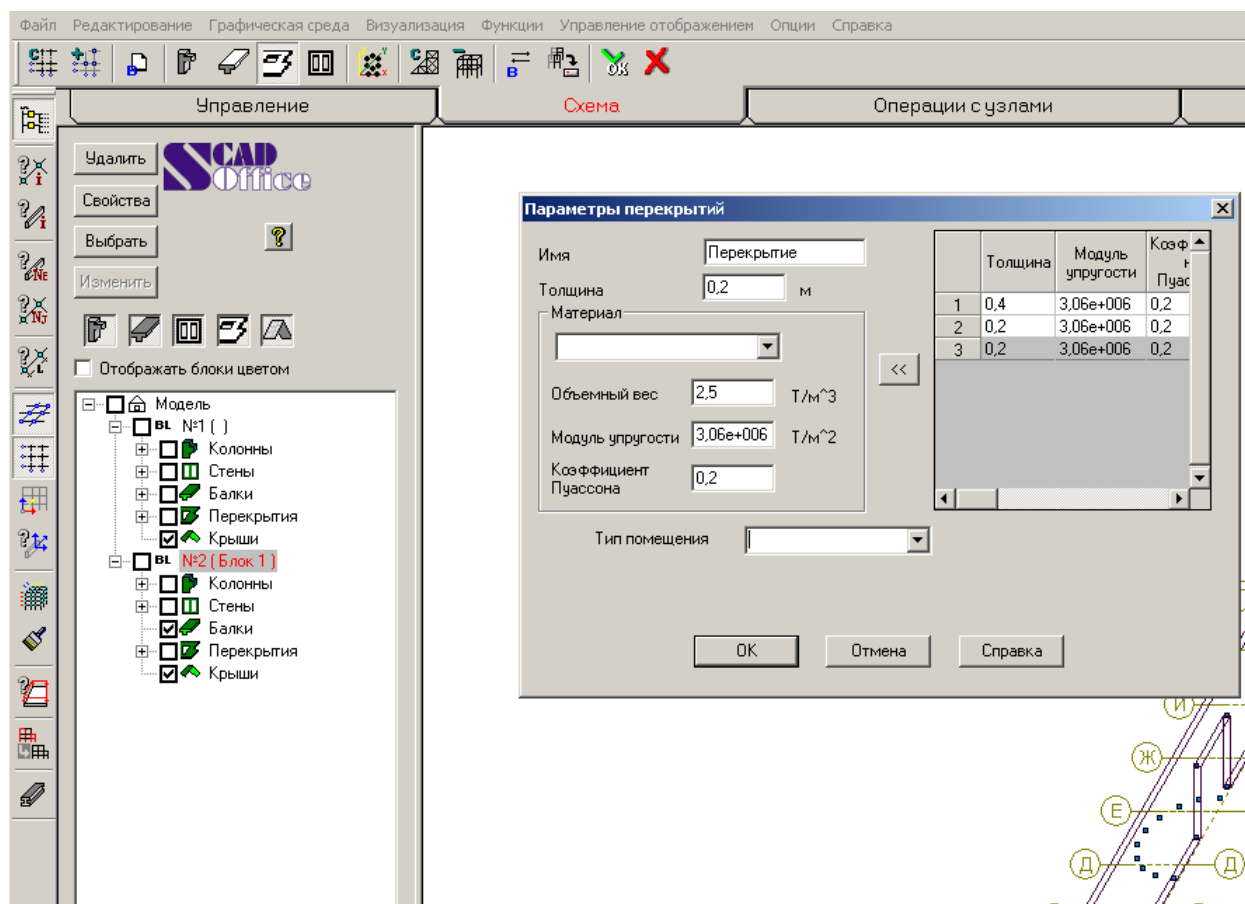 Файл Редактирование Графическая среда Визуализация Функции Управление отображением Опции Справка
Управление Схема Операции с узлами
Удалить
SCAD Office
Свойства
Выбрать
Изменить
Отображать блоки цветом
Модель
BL №1 ( )
Колонны
Стены
Балки
Перекрытия
Крыши
BL №2 ( Блок 1 )
Колонны
Стены
Балки
Перекрытия
Крыши
Параметры перекрытий
Имя Перекрытие
Толщина 0,2 м
Материал
Объемный вес 2,5 Т/м^3
Модуль упругости 3,06e+006 Т/м^2
Коэффициент Пуассона 0,2
<<
Толщина Модуль упругости
1 0,4 3,06e+006 0,2
2 0,2 3,06e+006 0,2
3 0,2 3,06e+006 0,2
Тип помещения
OK Отмена Справка
И
Ж
Е
Д Д